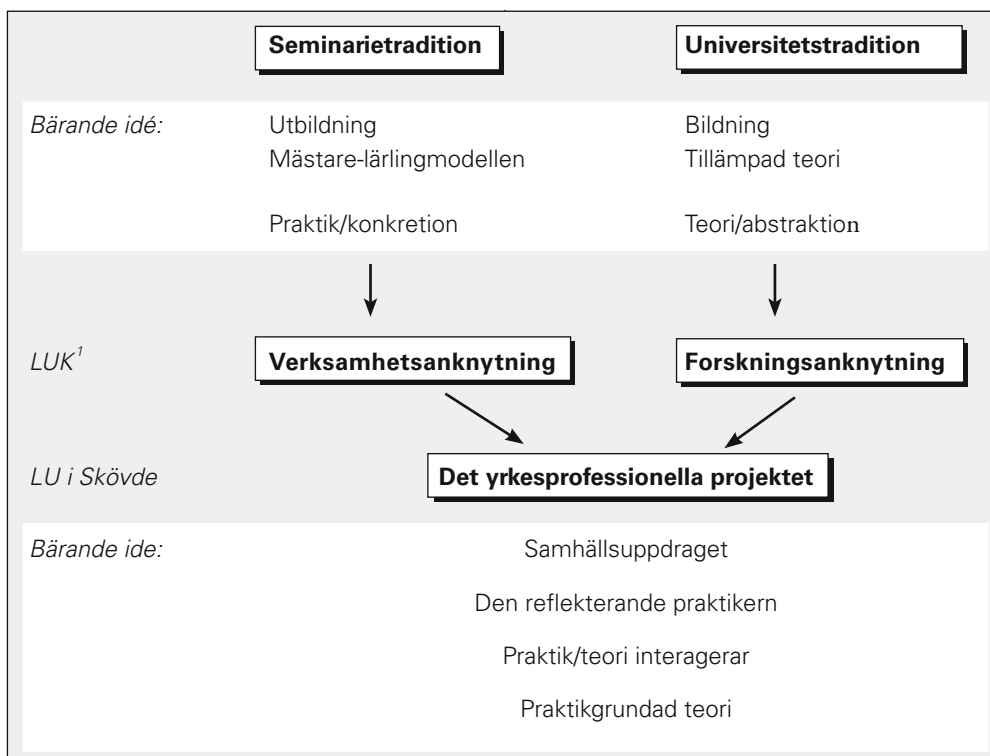 Seminarietradition Universitetstradition
Bärande idé: Utbildning Bildning
Mästare-lärlingmodellen Tillämpad teori
Praktik/konkretion Teori/abstraktion
LUK¹ Verksamhetsanknytning Forskningsanknytning
LU i Skövde Det yrkesprofessionella projektet
Bärande ide: Samhällsuppdraget
Den reflekterande praktikern
Praktik/teori interagerar
Praktikgrundad teori